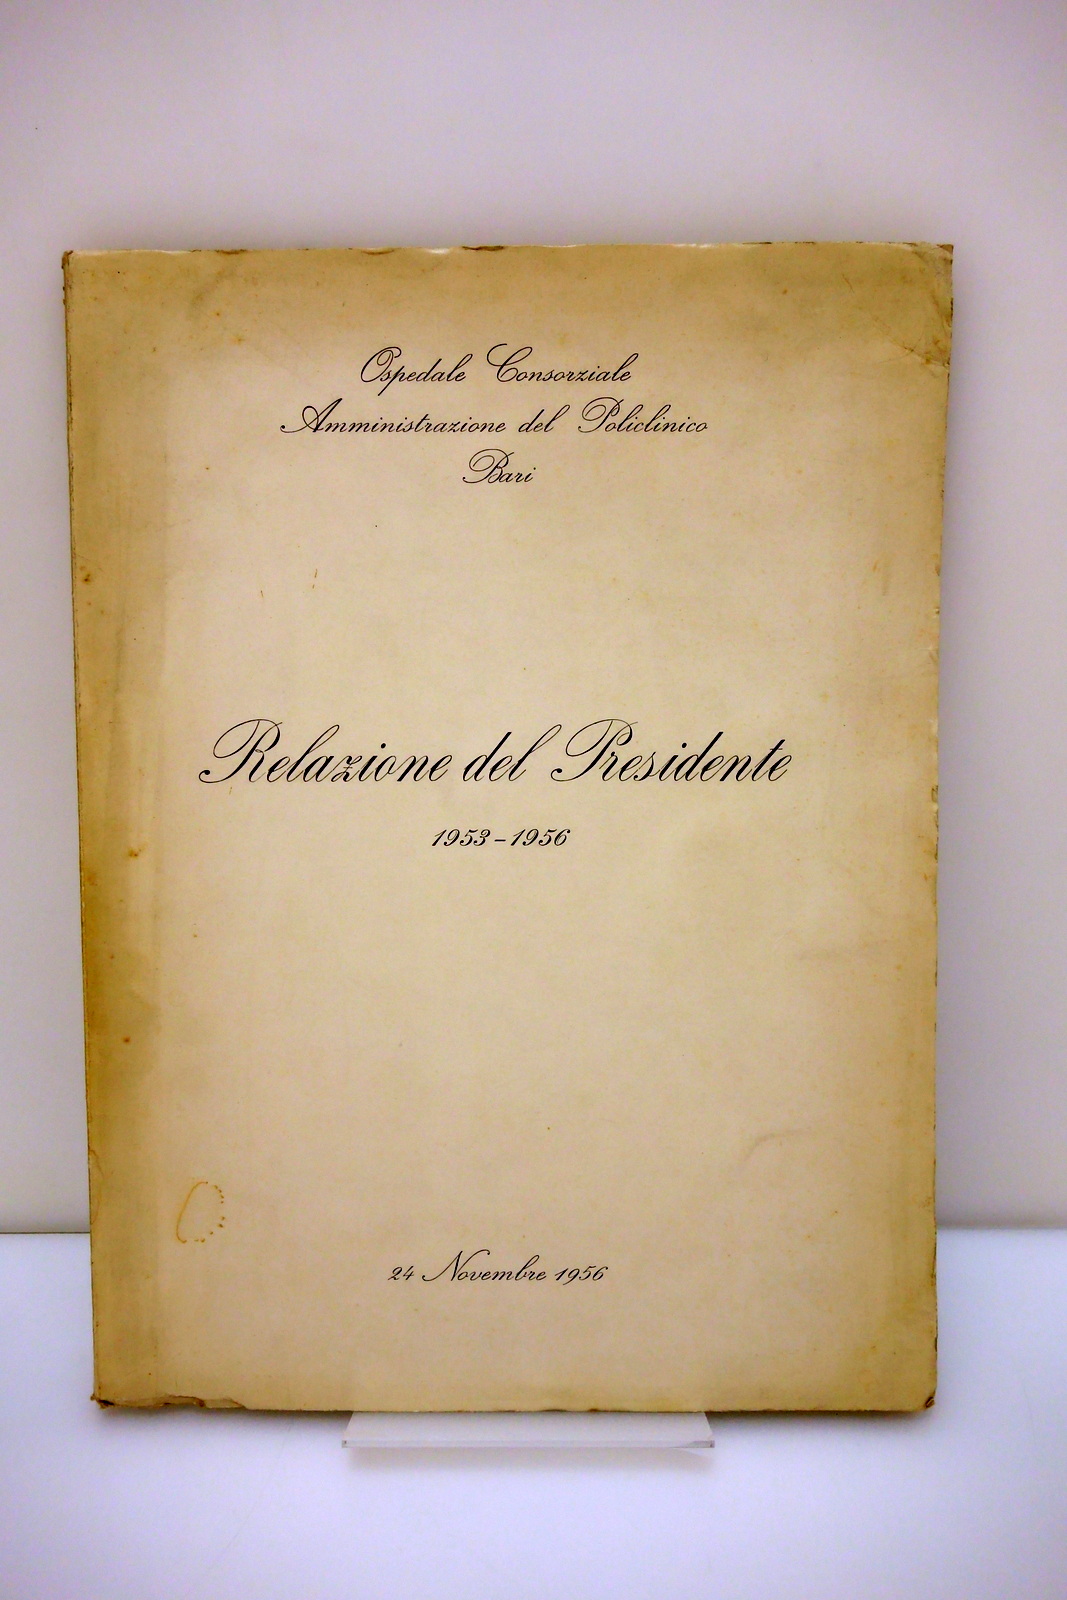 Ospedale Consorziale
Amministrazione del Policlinico
Bari
Relazione del Presidente
1953-1956
24 Novembre 1956